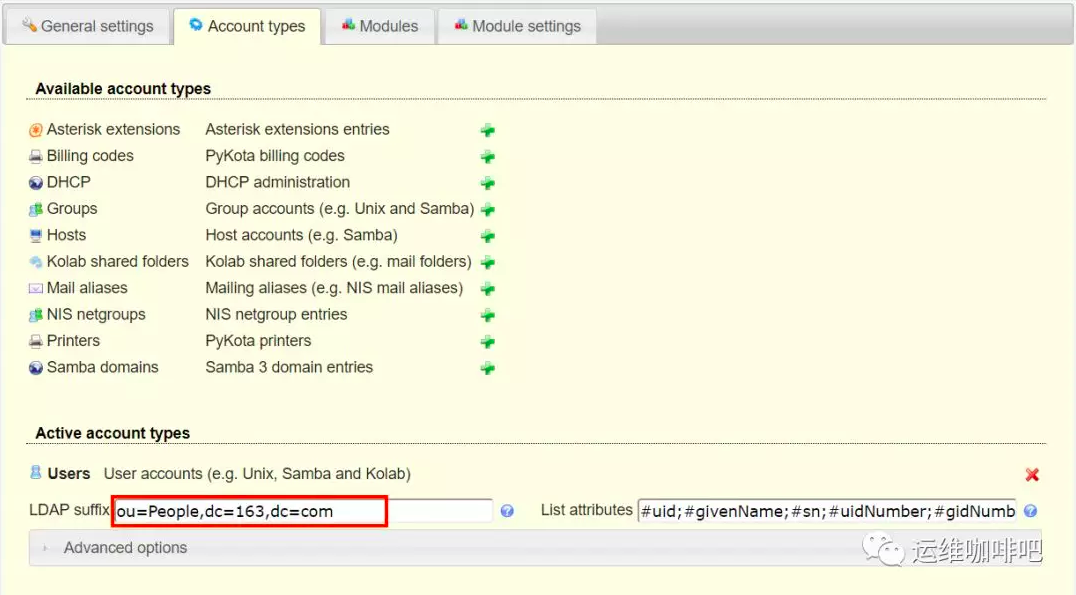 General settings Account types Modules Module settings
Available account types
Asterisk extensions Asterisk extensions entries
Billing codes PyKota billing codes
DHCP DHCP administration
Groups Group accounts (e.g. Unix and Samba)
Hosts Host accounts (e.g. Samba)
Kolab shared folders Kolab shared folders (e.g. mail folders)
Mail aliases Mailing aliases (e.g. NIS mail aliases)
NIS netgroups NIS netgroup entries
Printers PyKota printers
Samba domains Samba 3 domain entries
Active account types
Users User accounts (e.g. Unix, Samba and Kolab)
LDAP suffix ou=People,dc=163,dc=com List attributes #uid;#givenName;#sn;#uidNumber;#gidNumb
Advanced options
运维咖啡吧